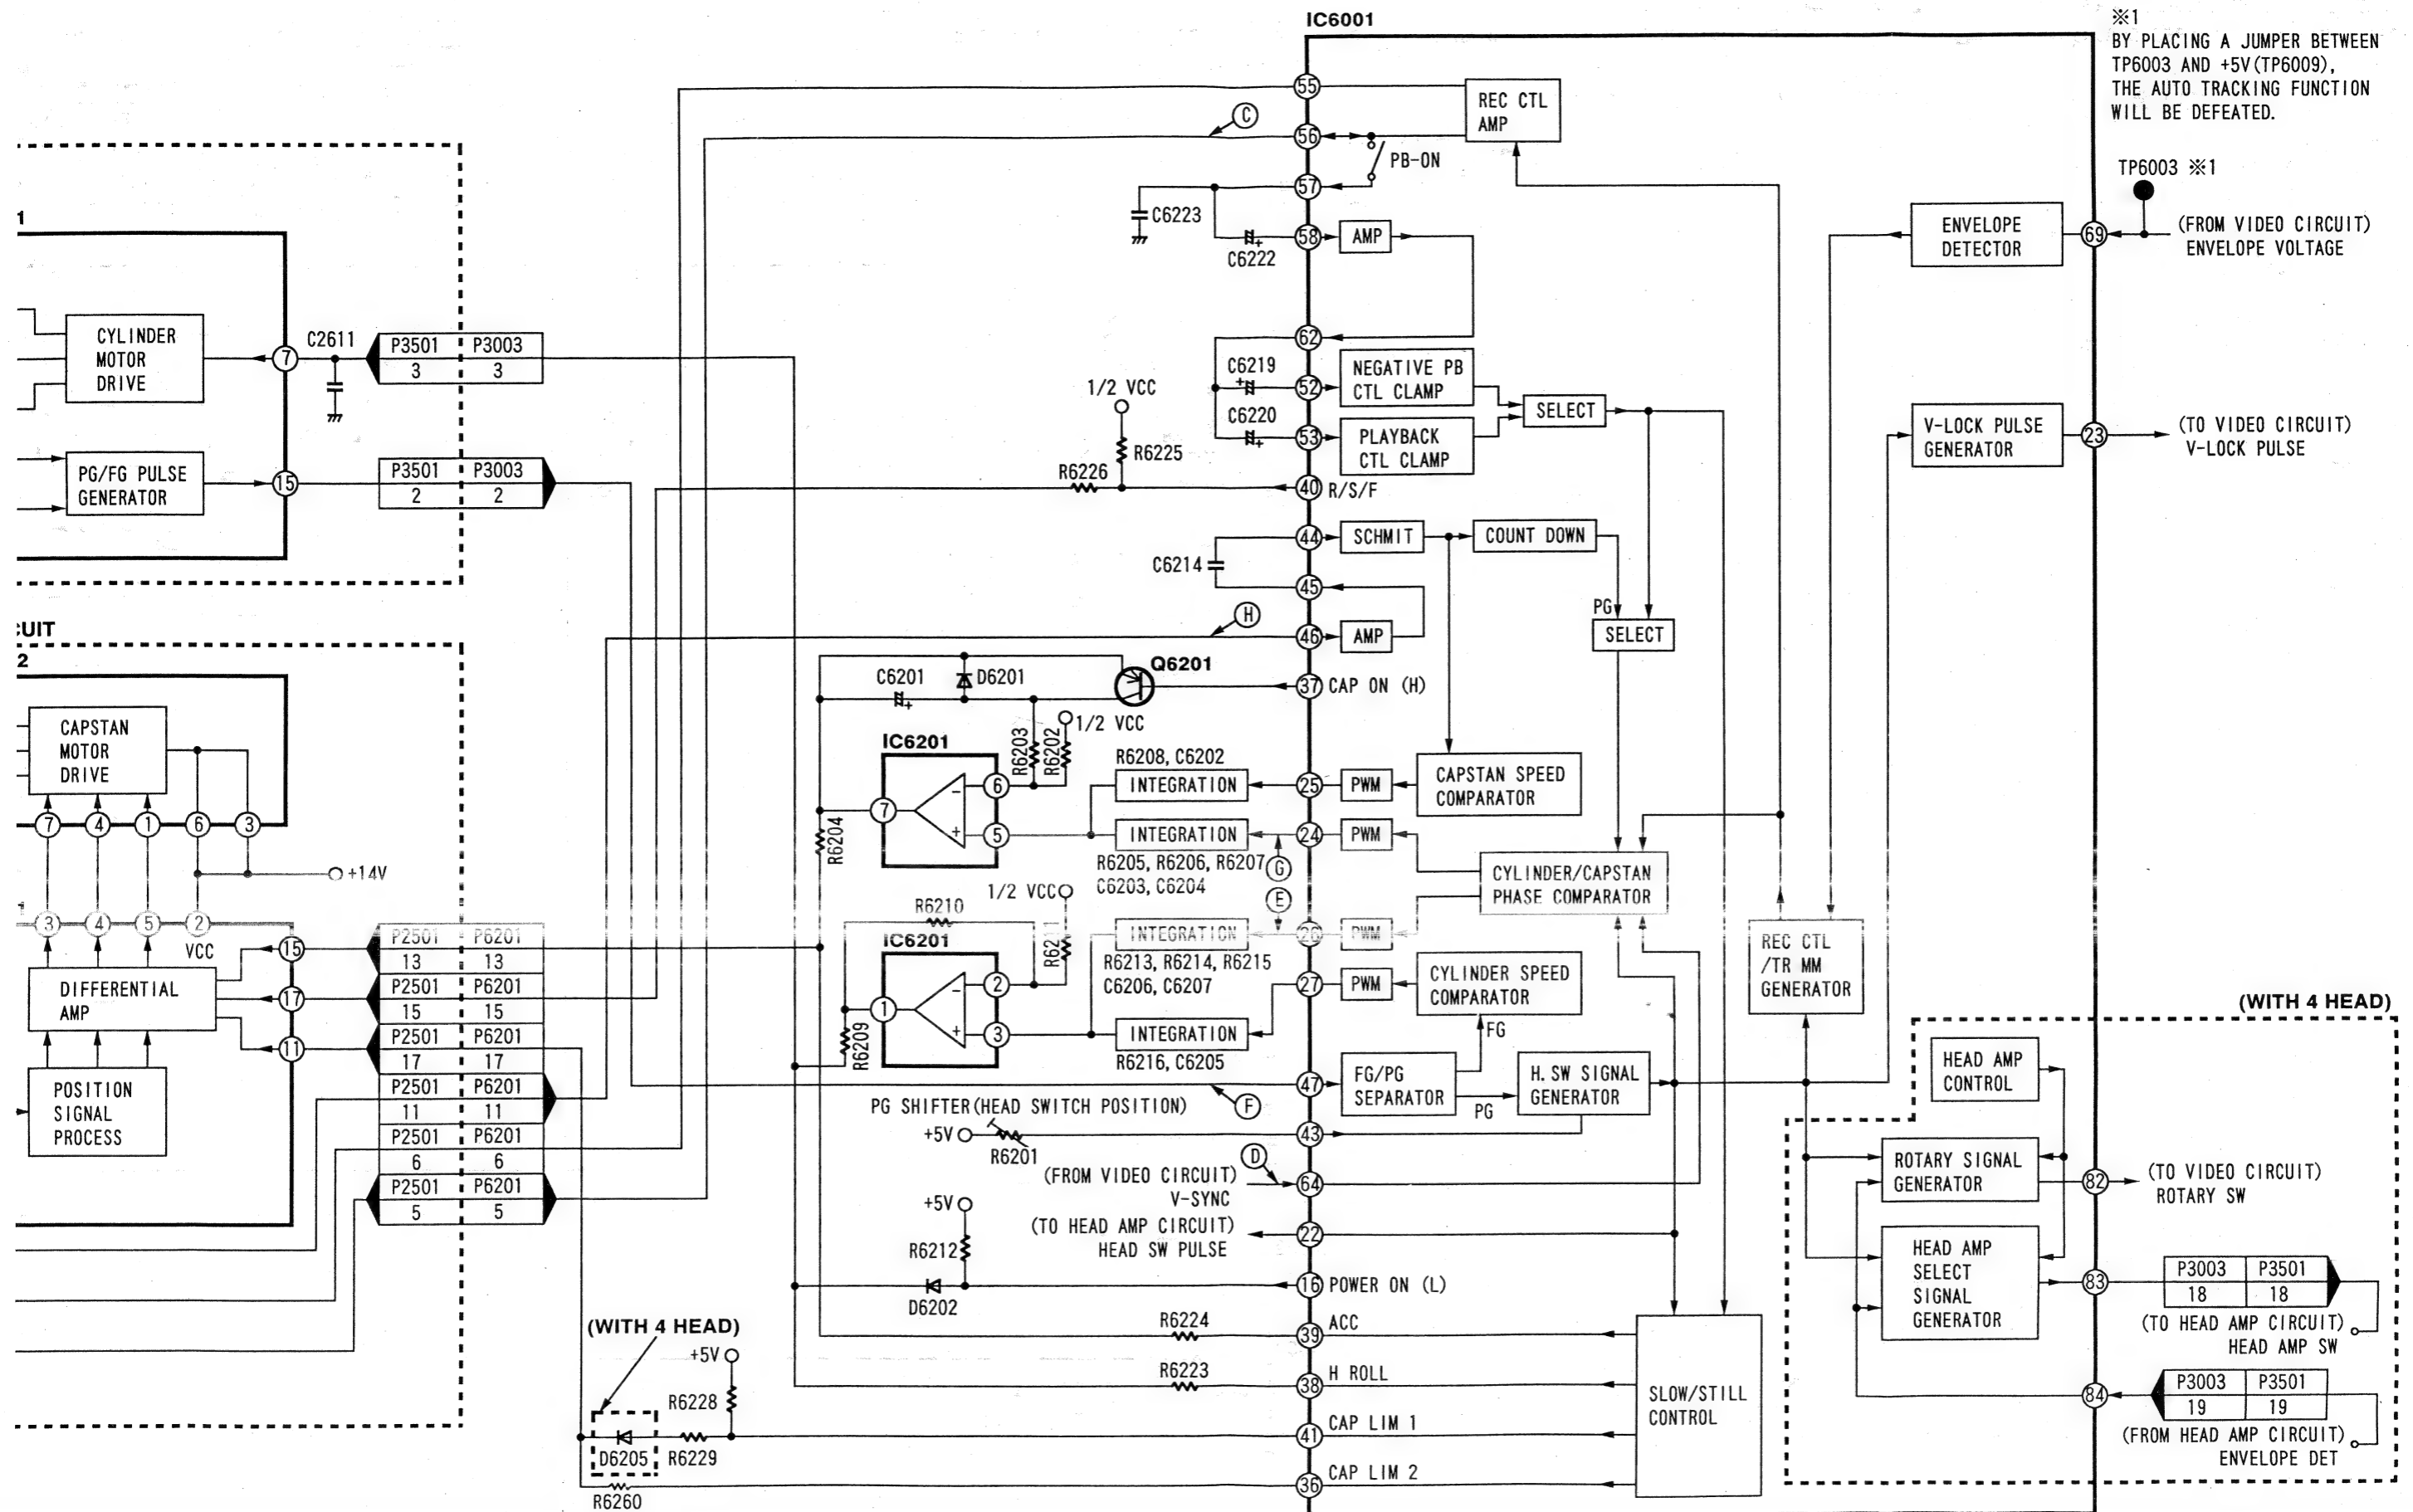 IC6001
※1
BY PLACING A JUMPER BETWEEN
TP6003 AND +5V(TP6009),
THE AUTO TRACKING FUNCTION
WILL BE DEFEATED.
TP6003 ※1
55
REC CTL
AMP
C
56
PB-ON
57
C6223
58
AMP
C6222
ENVELOPE
DETECTOR
69
(FROM VIDEO CIRCUIT)
ENVELOPE VOLTAGE
1
CYLINDER
MOTOR
DRIVE
7
C2611
P3501
P3003
3
3
62
C6219
52
NEGATIVE PB
CTL CLAMP
1/2 VCC
C6220
53
PLAYBACK
CTL CLAMP
SELECT
R6225
R6226
V-LOCK PULSE
GENERATOR
23
(TO VIDEO CIRCUIT)
V-LOCK PULSE
PG/FG PULSE
GENERATOR
15
P3501
P3003
2
2
40
R/S/F
44
SCHMIT
COUNT DOWN
C6214
45
H
46
AMP
PG
SELECT
CUIT
2
C6201
D6201
Q6201
37
CAP ON (H)
CAPSTAN
MOTOR
DRIVE
R6203
R6202
1/2 VCC
IC6201
6
7
5
R6208, C6202
INTEGRATION
25
PWM
CAPSTAN SPEED
COMPARATOR
INTEGRATION
24
PWM
R6204
R6205, R6206, R6207
C6203, C6204
G
7
4
1
6
3
+14V
1/2 VCC
E
CYLINDER/CAPSTAN
PHASE COMPARATOR
3
4
5
2
VCC
R6210
IC6201
2
1
3
INTEGRATION
26
PWM
R6213, R6214, R6215
C6206, C6207
27
PWM
CYLINDER SPEED
COMPARATOR
REC CTL
/TR MM
GENERATOR
R6209
INTEGRATION
R6216, C6205
FG
15
P2501
P6201
13
13
DIFFERENTIAL
AMP
17
P2501
P6201
15
15
11
P2501
P6201
17
17
POSITION
SIGNAL
PROCESS
P2501
P6201
11
11
P2501
P6201
6
6
P2501
P6201
5
5
47
FG/PG
SEPARATOR
PG
H.SW SIGNAL
GENERATOR
F
PG SHIFTER(HEAD SWITCH POSITION)
+5V
R6201
43
D
(FROM VIDEO CIRCUIT)
V-SYNC
64
+5V
(TO HEAD AMP CIRCUIT)
HEAD SW PULSE
22
R6212
D6202
16
POWER ON (L)
(WITH 4 HEAD)
HEAD AMP
CONTROL
ROTARY SIGNAL
GENERATOR
82
(TO VIDEO CIRCUIT)
ROTARY SW
HEAD AMP
SELECT
SIGNAL
GENERATOR
83
P3003
P3501
18
18
(TO HEAD AMP CIRCUIT)
HEAD AMP SW
84
P3003
P3501
19
19
(FROM HEAD AMP CIRCUIT)
ENVELOPE DET
(WITH 4 HEAD)
+5V
R6224
39
ACC
R6223
38
H ROLL
R6228
SLOW/STILL
CONTROL
D6205
R6229
41
CAP LIM 1
R6260
36
CAP LIM 2